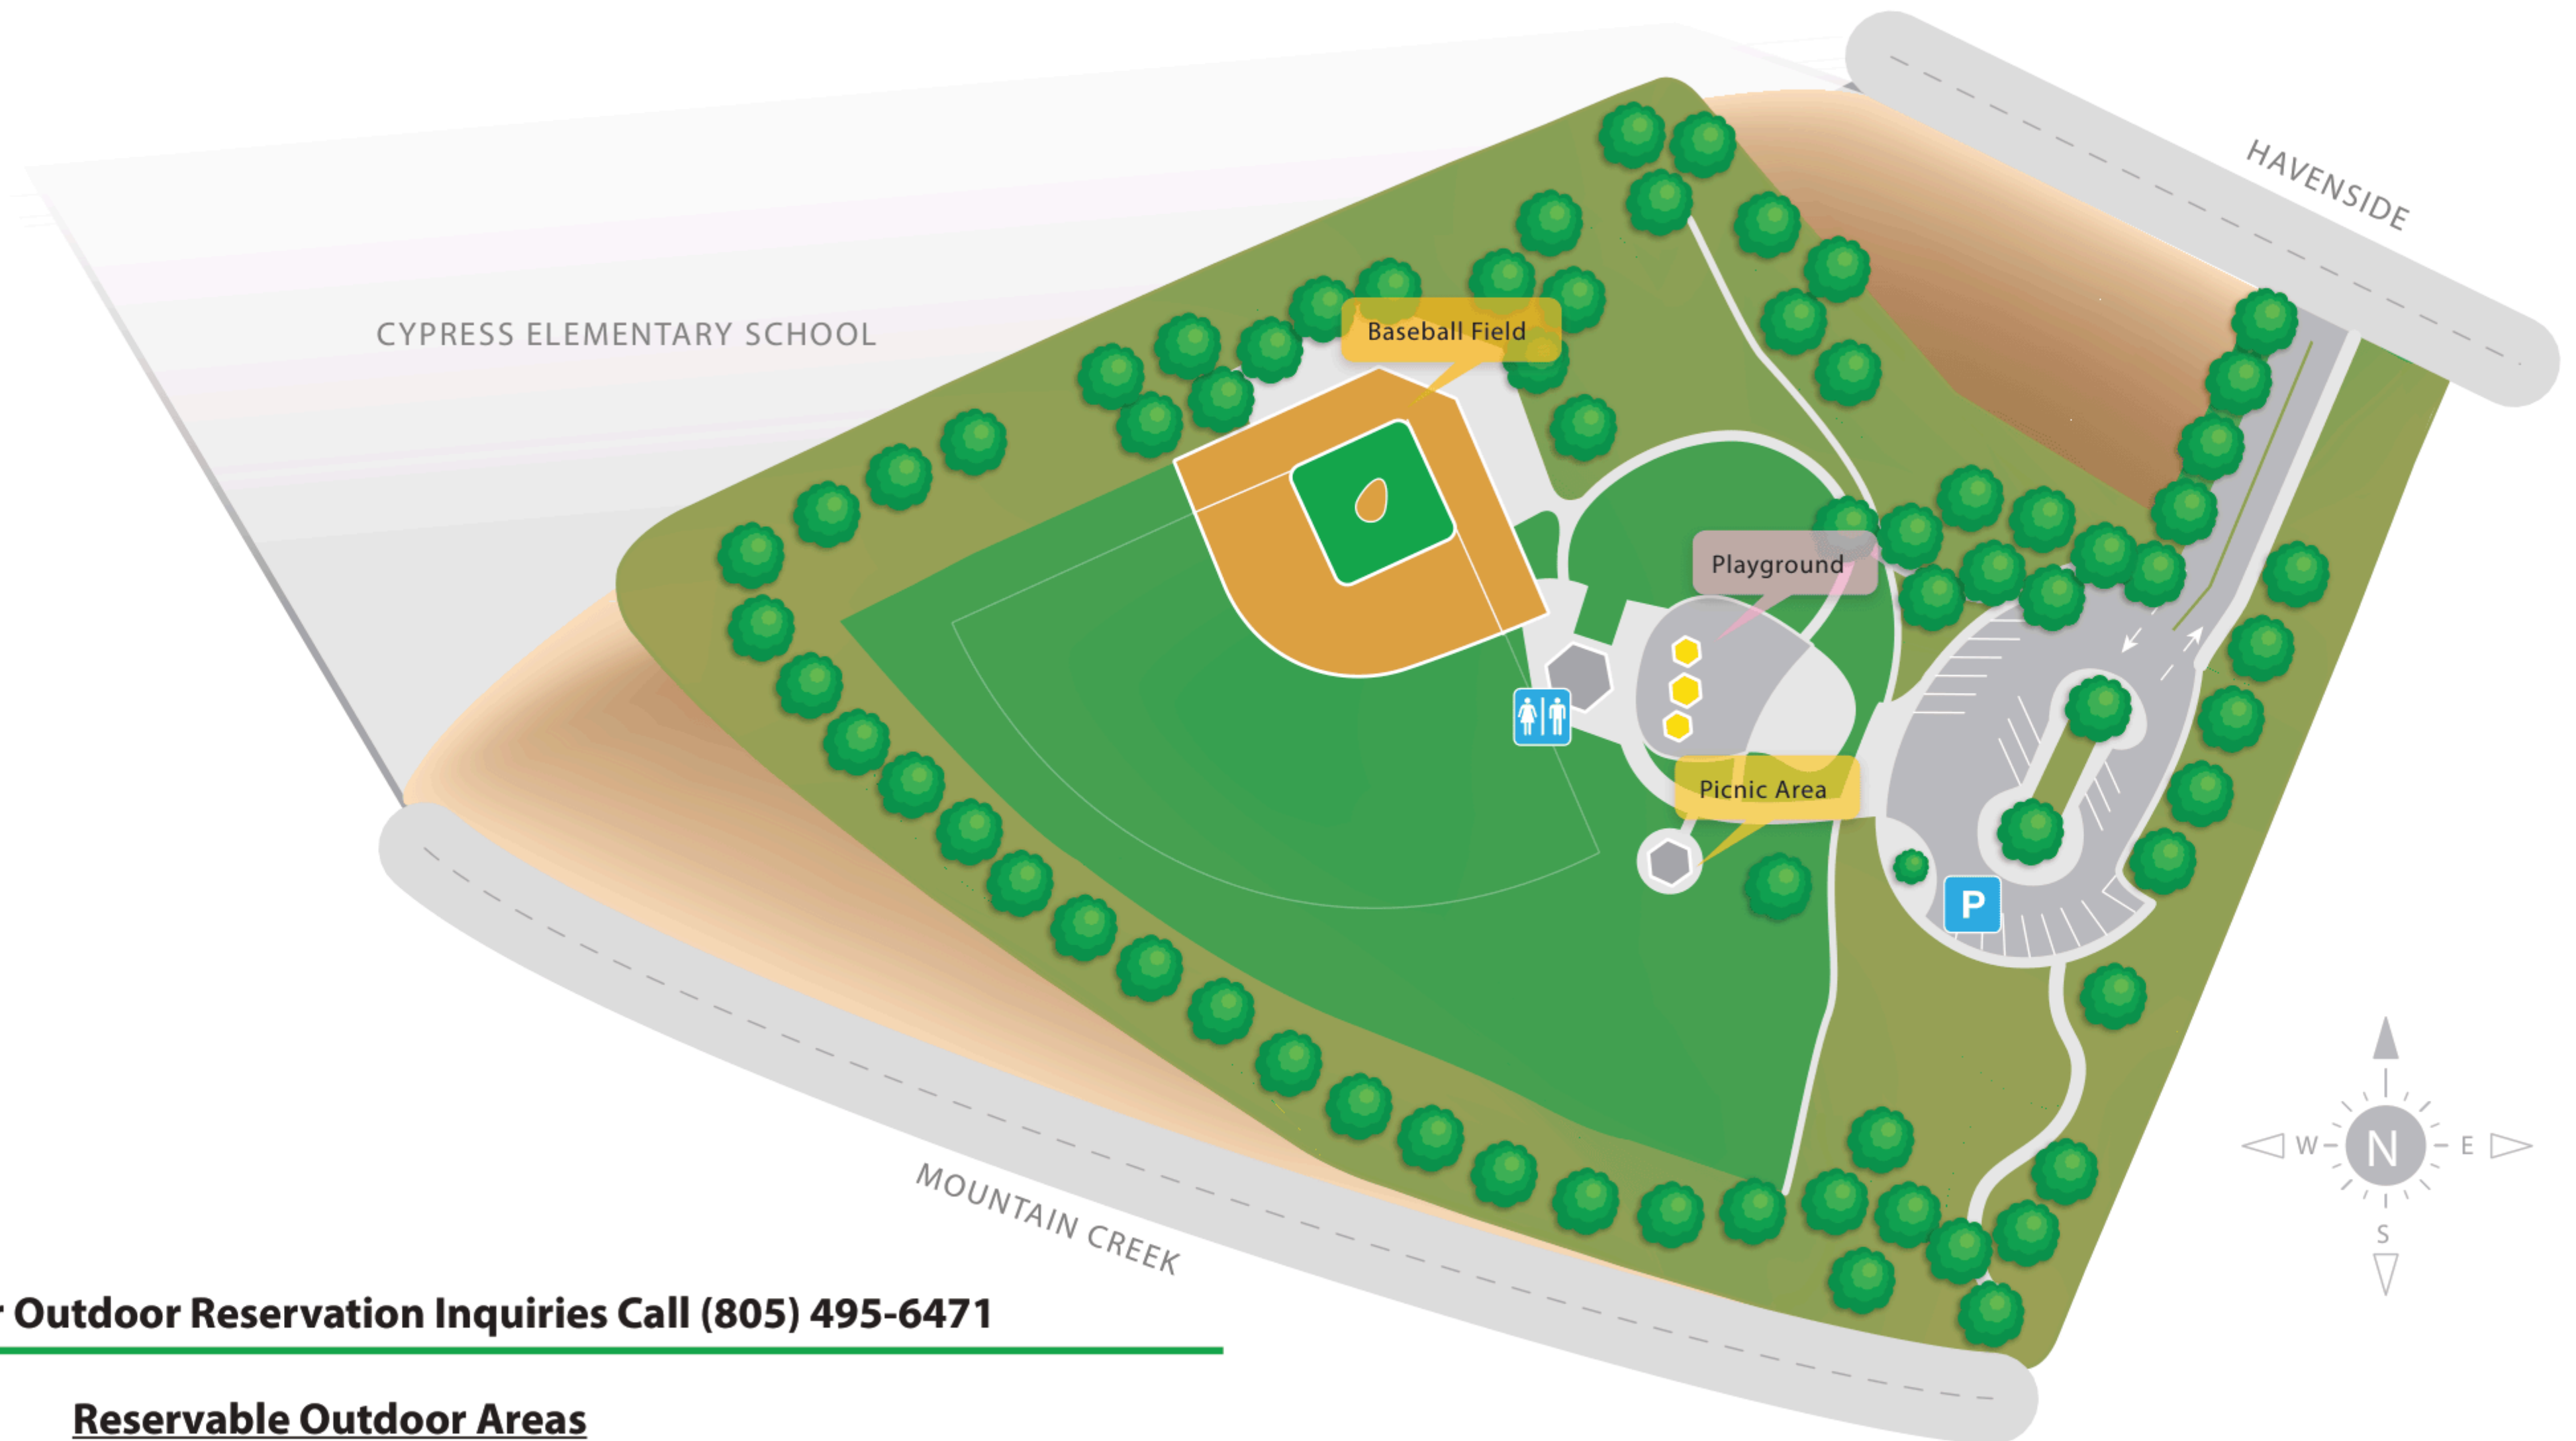 HAVENSIDE
CYPRESS ELEMENTARY SCHOOL
Baseball Field
Playground
Picnic Area
P
W N E
S
MOUNTAIN CREEK
Outdoor Reservation Inquiries Call (805) 495-6471
Reservable Outdoor Areas